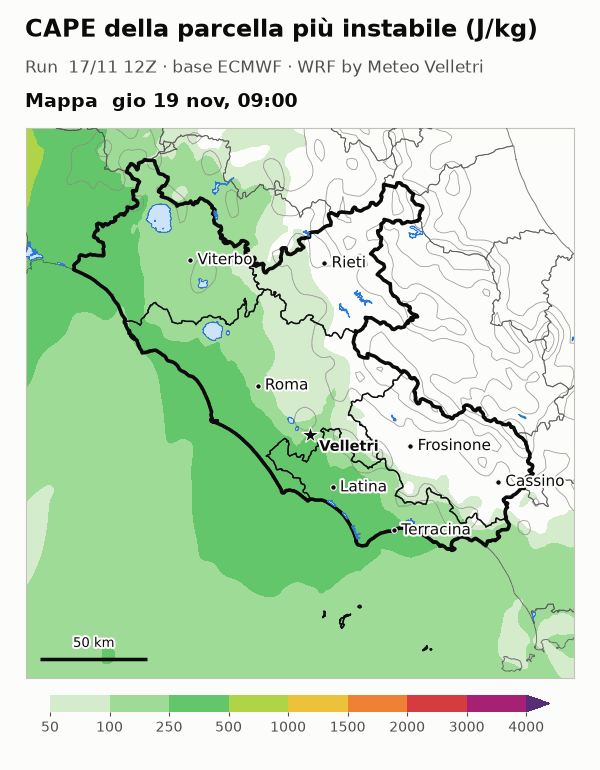 CAPE della parcella più instabile (J/kg)
Run  17/11 12Z · base ECMWF · WRF by Meteo Velletri
Mappa  gio 19 nov, 09:00
Viterbo
Rieti
Roma
Velletri
Frosinone
Cassino
Latina
Terracina
50 km
50 100 250 500 1000 1500 2000 3000 4000